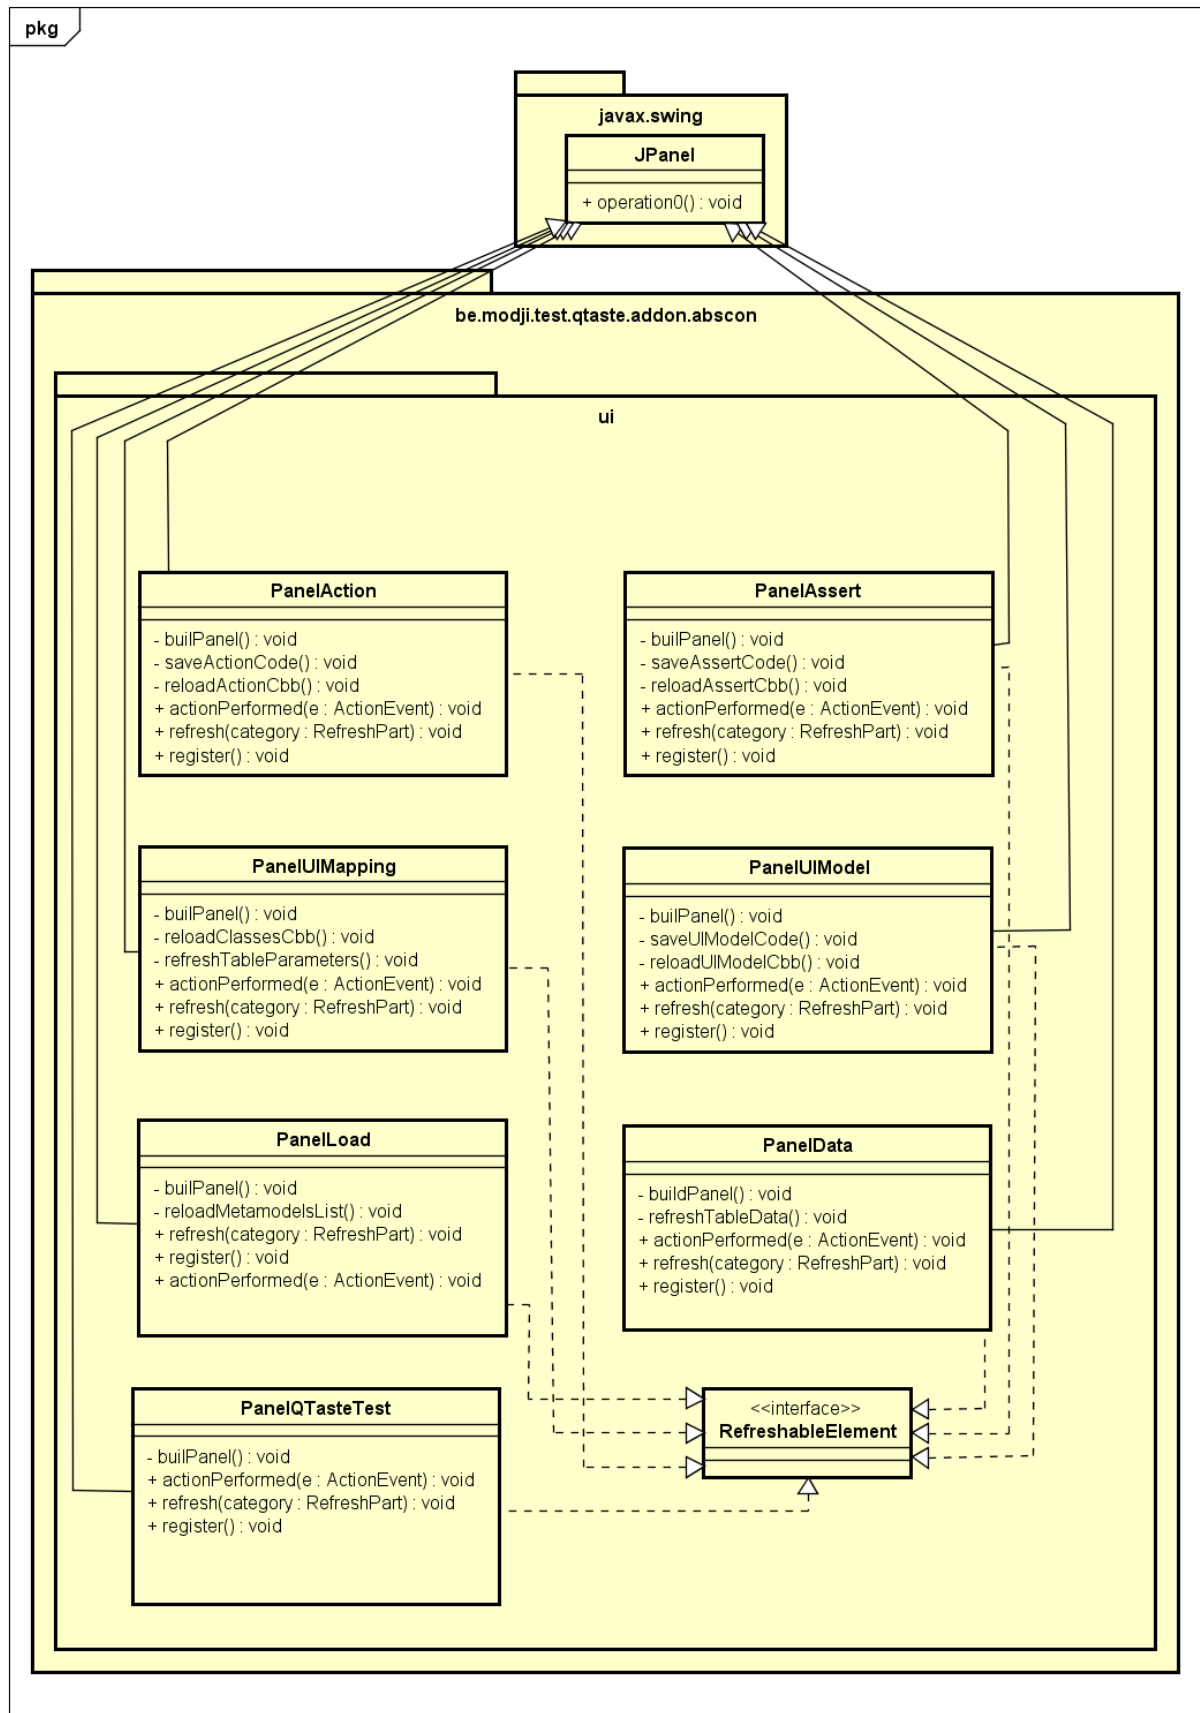 pkg
javax.swing
JPanel
+ operation0() : void
be.modji.test.qtaste.addon.abscon
ui
PanelAction
- builPanel() : void
- saveActionCode() : void
- reloadActionCbb() : void
+ actionPerformed(e : ActionEvent) : void
+ refresh(category : RefreshPart) : void
+ register() : void
PanelAssert
- builPanel() : void
- saveAssertCode() : void
- reloadAssertCbb() : void
+ actionPerformed(e : ActionEvent) : void
+ refresh(category : RefreshPart) : void
+ register() : void
PanelUIMapping
- builPanel() : void
- reloadClassesCbb() : void
- refreshTableParameters() : void
+ actionPerformed(e : ActionEvent) : void
+ refresh(category : RefreshPart) : void
+ register() : void
PanelUIModel
- builPanel() : void
- saveUIModelCode() : void
- reloadUIModelCbb() : void
+ actionPerformed(e : ActionEvent) : void
+ refresh(category : RefreshPart) : void
+ register() : void
PanelLoad
- builPanel() : void
- reloadMetamodelsList() : void
+ refresh(category : RefreshPart) : void
+ register() : void
+ actionPerformed(e : ActionEvent) : void
PanelData
- buildPanel() : void
- refreshTableData() : void
+ actionPerformed(e : ActionEvent) : void
+ refresh(category : RefreshPart) : void
+ register() : void
PanelQTasteTest
- builPanel() : void
+ actionPerformed(e : ActionEvent) : void
+ refresh(category : RefreshPart) : void
+ register() : void
<<interface>>
RefreshableElement